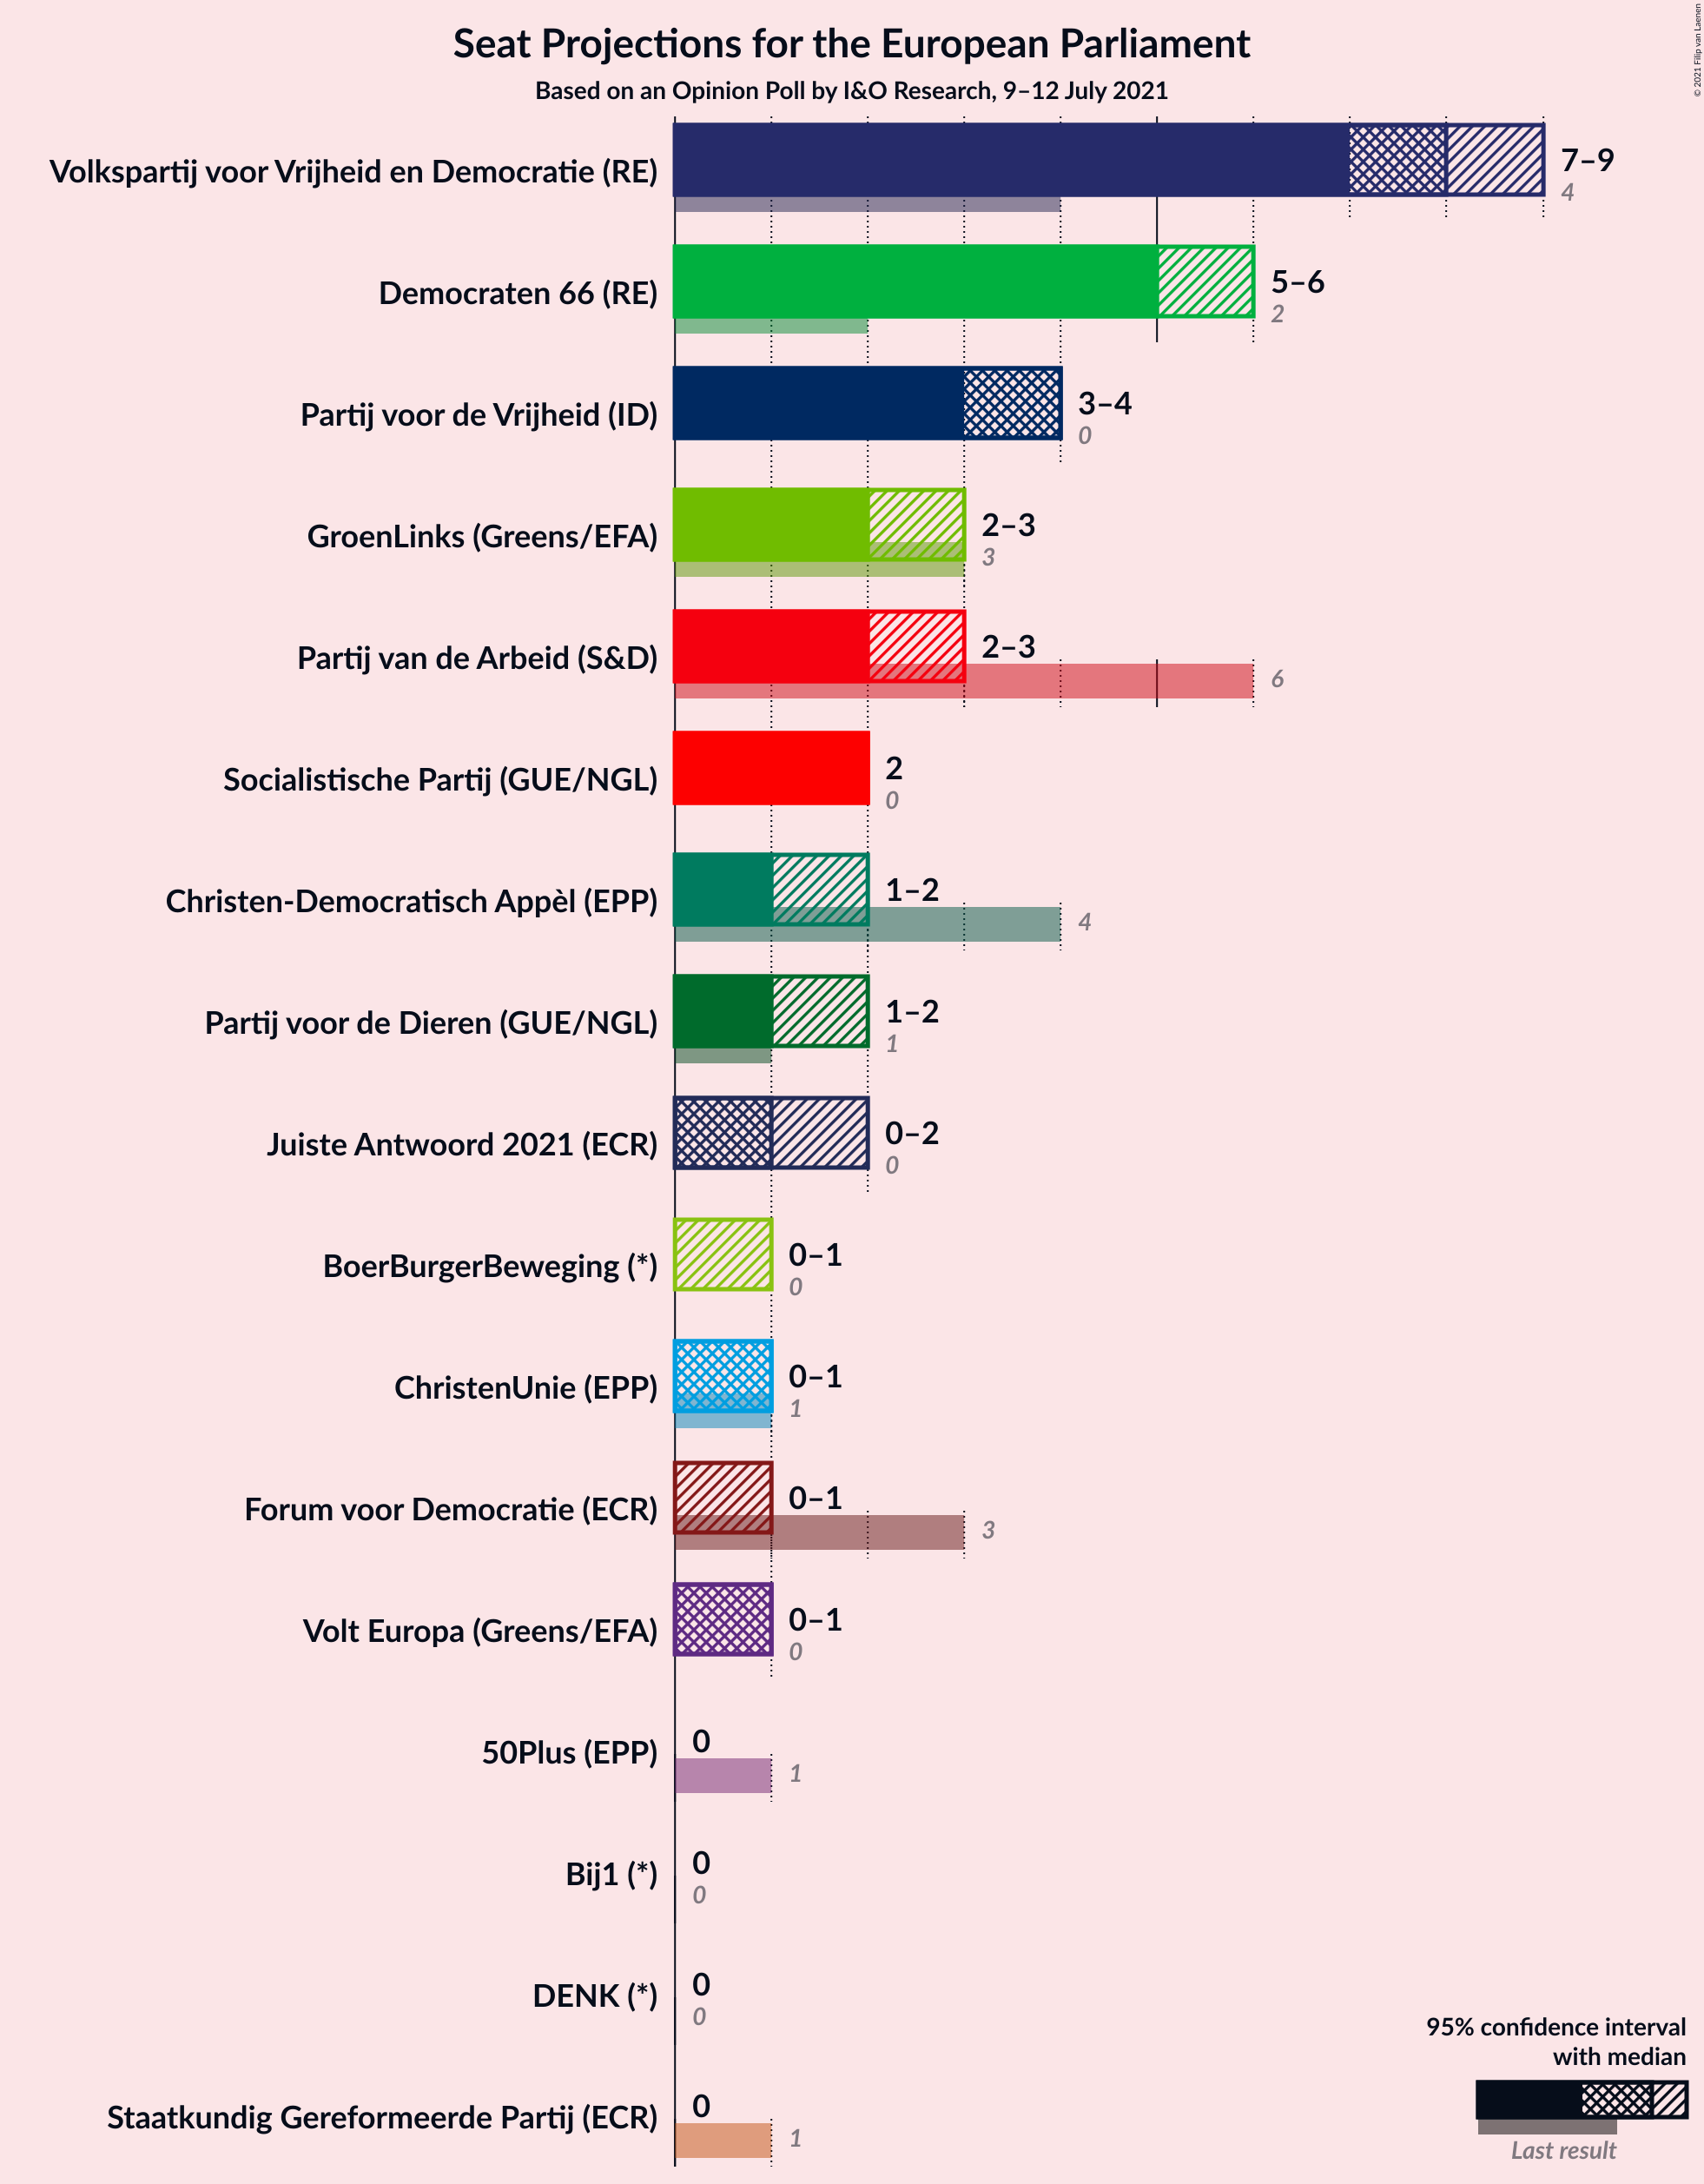 Seat Projections for the European Parliament
Based on an Opinion Poll by I&O Research, 9–12 July 2021
© 2021 Filip van Laenen
Volkspartij voor Vrijheid en Democratie (RE)
7–9
4
Democraten 66 (RE)
5–6
2
Partij voor de Vrijheid (ID)
3–4
0
GroenLinks (Greens/EFA)
2–3
3
Partij van de Arbeid (S&D)
2–3
6
Socialistische Partij (GUE/NGL)
2
0
Christen-Democratisch Appèl (EPP)
1–2
4
Partij voor de Dieren (GUE/NGL)
1–2
1
Juiste Antwoord 2021 (ECR)
0–2
0
BoerBurgerBeweging (*)
0–1
0
ChristenUnie (EPP)
0–1
1
Forum voor Democratie (ECR)
0–1
3
Volt Europa (Greens/EFA)
0–1
0
50Plus (EPP)
0
1
Bij1 (*)
0
0
DENK (*)
0
0
Staatkundig Gereformeerde Partij (ECR)
0
1
95% confidence interval
with median
Last result